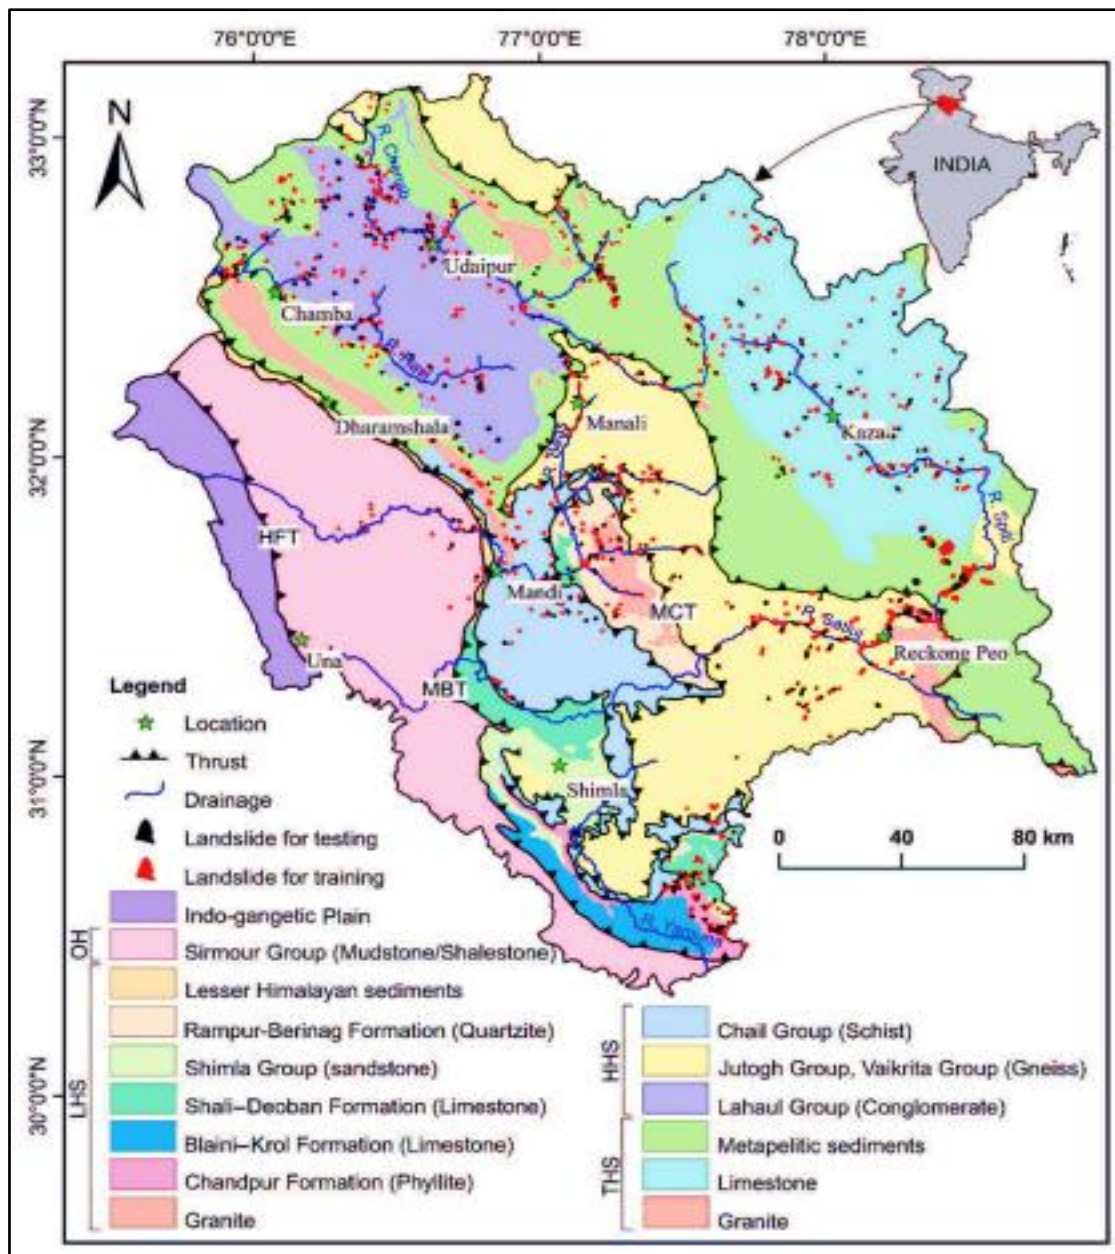 76°0'0"E 77°0'0"E 78°0'0"E
N
33°0'0"N
32°0'0"N
31°0'0"N
30°0'0"N
INDIA
Udaipur
Chamba
Dharamshala
Manali
Kaza
R. Spiti
HFT
Mandi
MCT
R. Satluj
Reckong Peo
Una
MBT
Shimla
R. Yamuna
0 40 80 km
Legend
Location
Thrust
Drainage
Landslide for testing
Landslide for training
Indo-gangetic Plain
OH
Sirmour Group (Mudstone/Shalestone)
LHS
Lesser Himalayan sediments
Rampur-Berinag Formation (Quartzite)
Shimla Group (sandstone)
Shali–Deoban Formation (Limestone)
Blaini–Krol Formation (Limestone)
Chandpur Formation (Phyllite)
Granite
HHS
Chail Group (Schist)
Jutogh Group, Vaikrita Group (Gneiss)
Lahaul Group (Conglomerate)
THS
Metapelitic sediments
Limestone
Granite